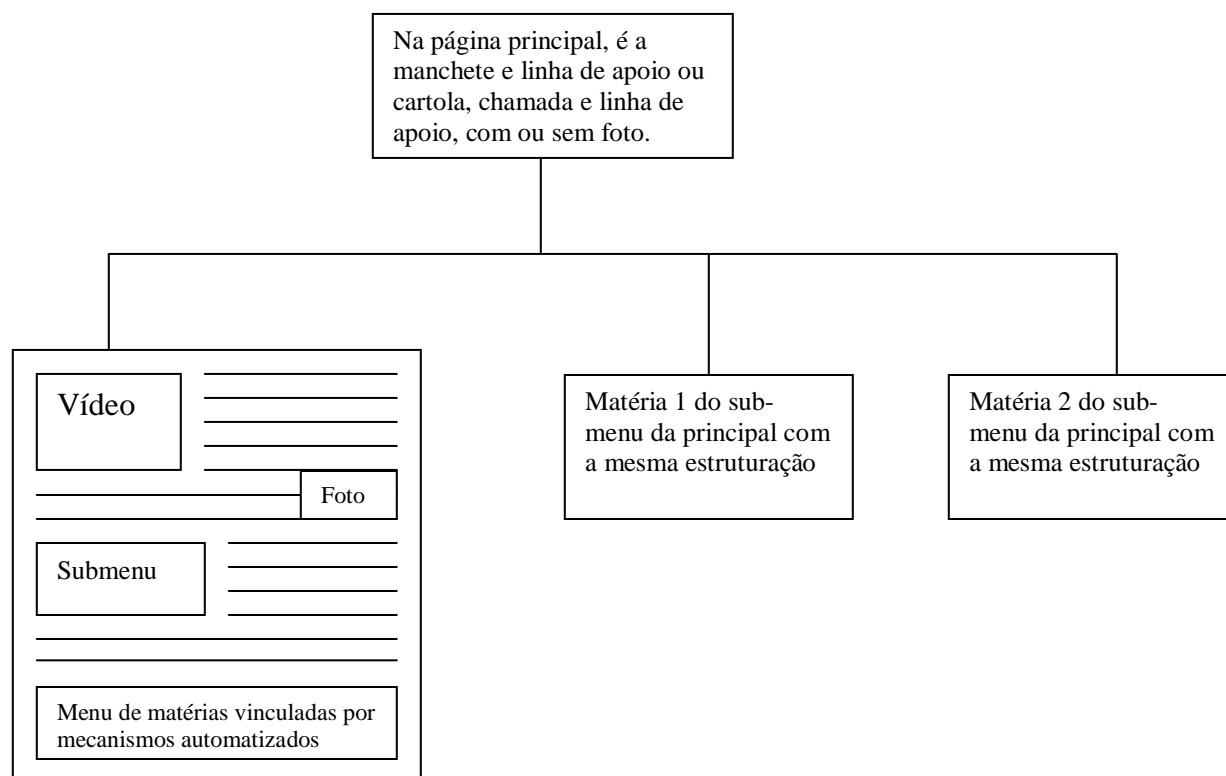 Na página principal, é a
manchete e linha de apoio ou
cartola, chamada e linha de
apoio, com ou sem foto.
Vídeo
Foto
Submenu
Menu de matérias vinculadas por
mecanismos automatizados
Matéria 1 do sub-
menu da principal com
a mesma estruturação
Matéria 2 do sub-
menu da principal com
a mesma estruturação